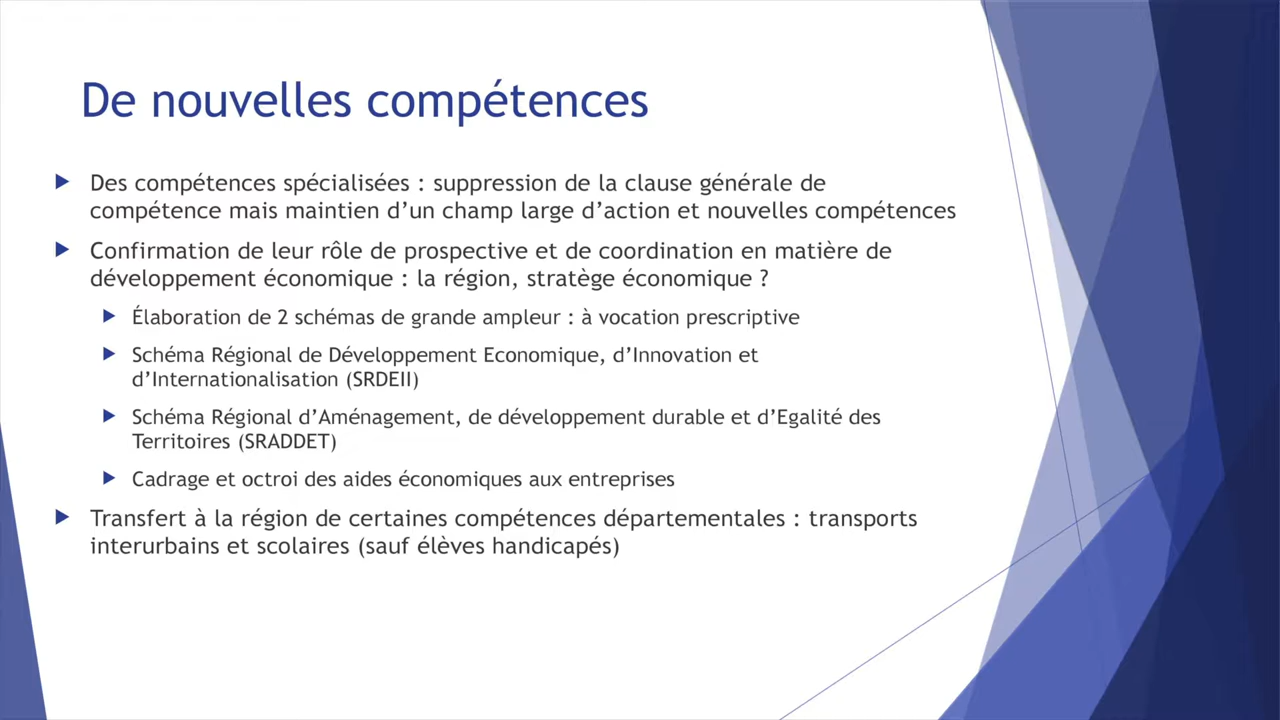 De nouvelles compétences
Des compétences spécialisées : suppression de la clause générale de
compétence mais maintien d’un champ large d’action et nouvelles compétences
Confirmation de leur rôle de prospective et de coordination en matière de
développement économique : la région, stratège économique ?
Élaboration de 2 schémas de grande ampleur : à vocation prescriptive
Schéma Régional de Développement Economique, d’Innovation et
d’Internationalisation (SRDEII)
Schéma Régional d’Aménagement, de développement durable et d’Egalité des
Territoires (SRADDET)
Cadrage et octroi des aides économiques aux entreprises
Transfert à la région de certaines compétences départementales : transports
interurbains et scolaires (sauf élèves handicapés)